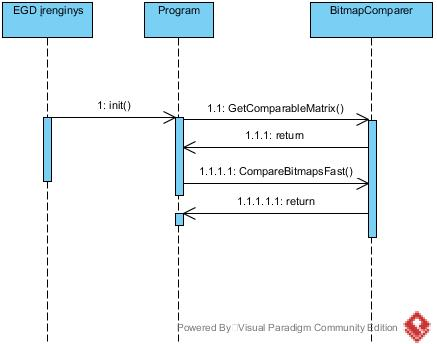 EGD įrenginys
Program
BitmapComparer
1: init()
1.1: GetComparableMatrix()
1.1.1: return
1.1.1.1: CompareBitmapsFast()
1.1.1.1.1: return
Powered By Visual Paradigm Community Edition